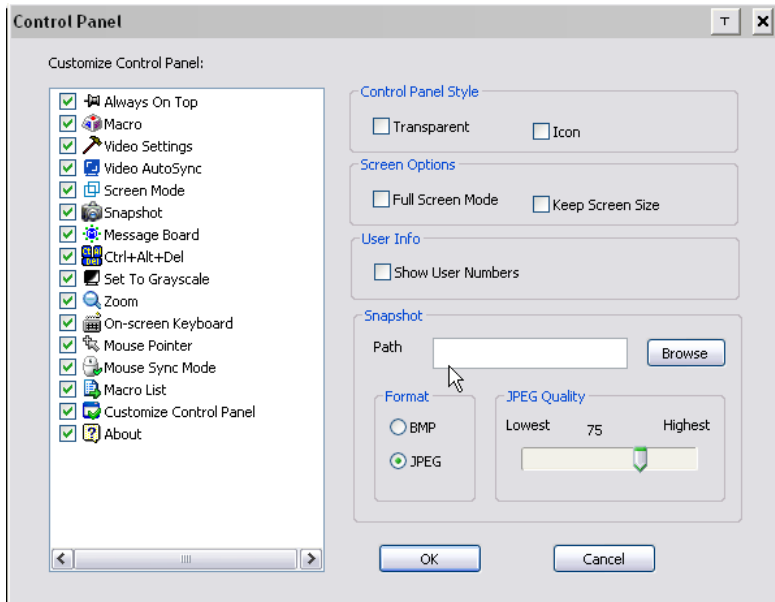 Control Panel
T
Customize Control Panel:
Always On Top
Macro
Video Settings
Video AutoSync
Screen Mode
Snapshot
Message Board
Ctrl Al Del Ctrl+Alt+Del
Set To Grayscale
Zoom
On-screen Keyboard
Mouse Pointer
Mouse Sync Mode
Macro List
Customize Control Panel
About
Control Panel Style
Transparent Icon
Screen Options
Full Screen Mode Keep Screen Size
User Info
Show User Numbers
Snapshot
Path Browse
Format
BMP
JPEG
JPEG Quality
Lowest 75 Highest
OK Cancel